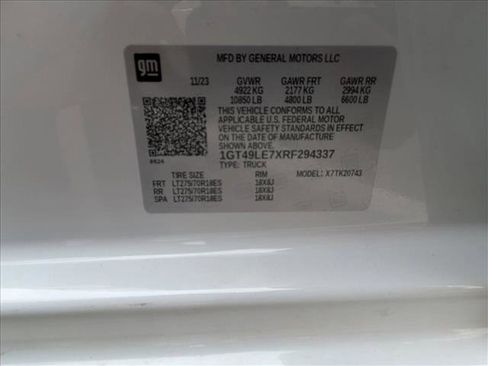 gm
MFD BY GENERAL MOTORS LLC
11/23 GVWR GAWR FRT GAWR RR
4922 KG 2177 KG 2994 KG
10850 LB 4800 LB 6600 LB
THIS VEHICLE CONFORMS TO ALL
APPLICABLE U.S. FEDERAL MOTOR
VEHICLE SAFETY STANDARDS IN
EFFECT ON THE DATE OF MANUFACTURE
SHOWN ABOVE.
1GT49LE7XRF294337
TYPE: TRUCK
MODEL: X7TK20743
TIRE SIZE RIM
FRT LT275/70R18ES 18X8J
RR LT275/70R18ES 18X8J
SPA LT275/70R18ES 18X8J